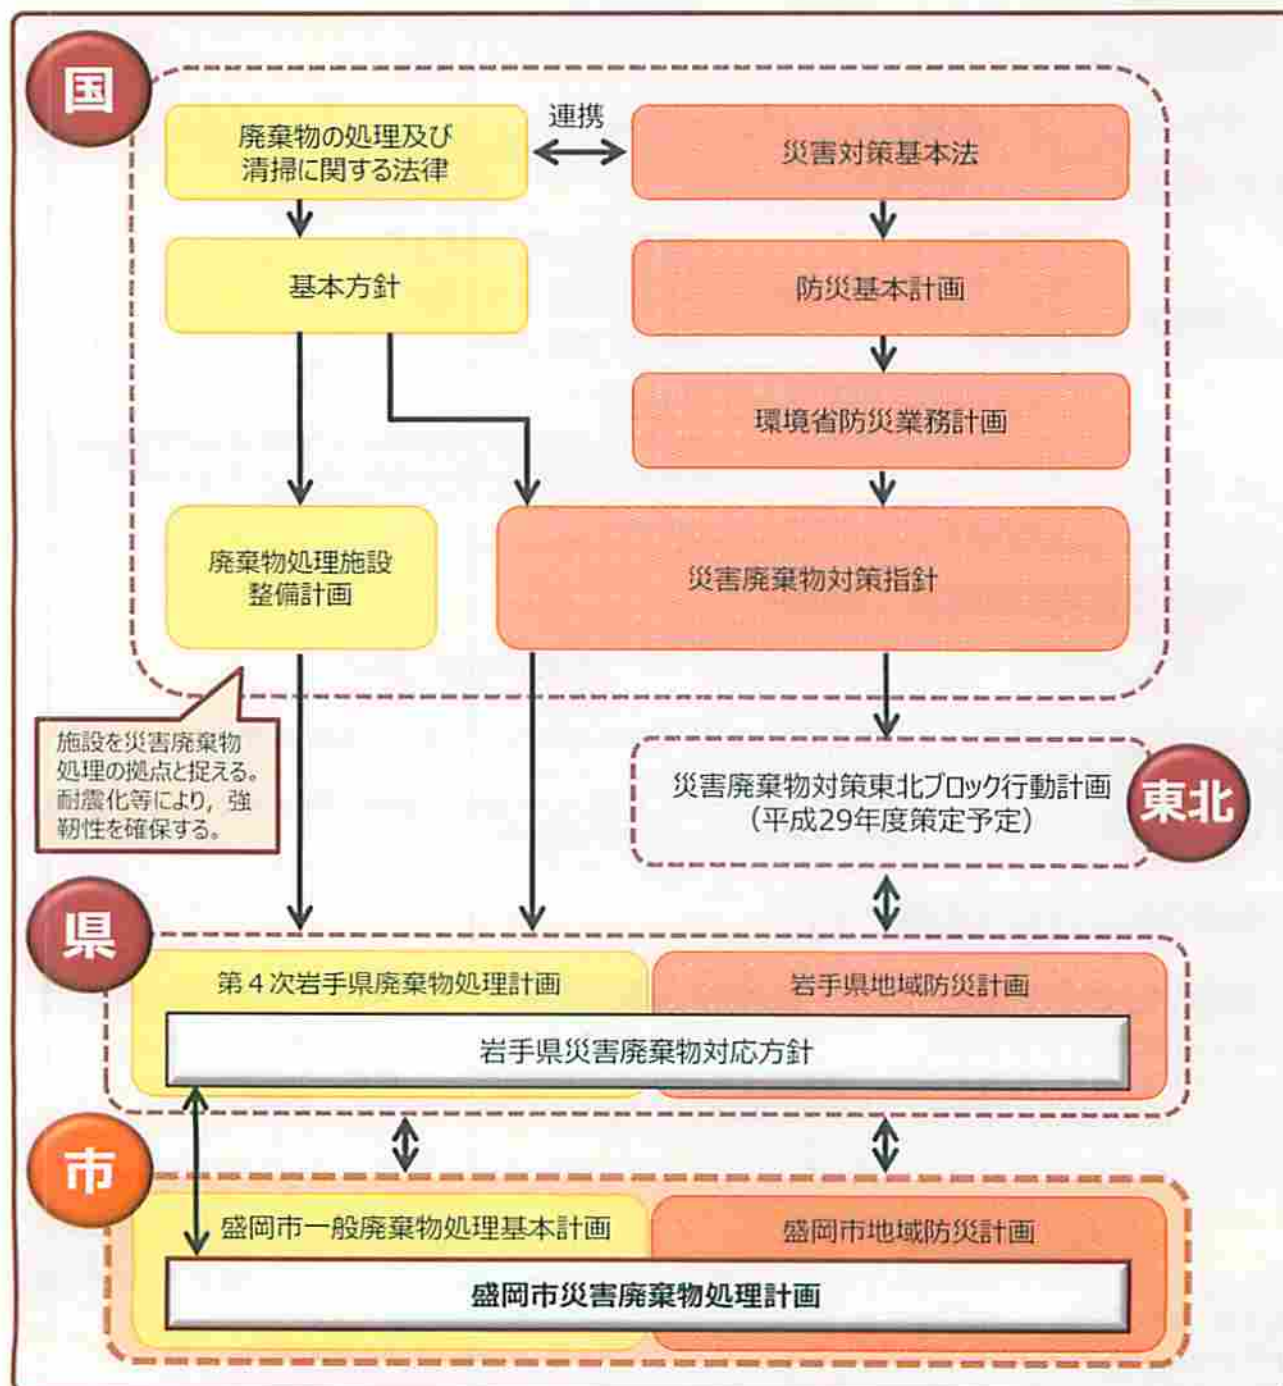 国
廃棄物の処理及び
清掃に関する法律
連携
災害対策基本法
基本方針
防災基本計画
環境省防災業務計画
廃棄物処理施設
整備計画
災害廃棄物対策指針
施設を災害廃棄物
処理の拠点と捉える。
耐震化等により，強
靭性を確保する。
災害廃棄物対策東北ブロック行動計画
（平成29年度策定予定）
東北
県
第４次岩手県廃棄物処理計画
岩手県地域防災計画
岩手県災害廃棄物対応方針
市
盛岡市一般廃棄物処理基本計画
盛岡市地域防災計画
盛岡市災害廃棄物処理計画